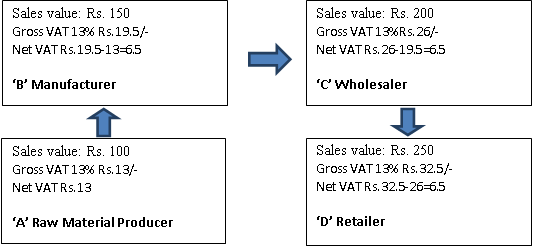 Sales value: Rs. 150
Gross VAT 13% Rs.19.5/-
Net VAT Rs.19.5-13=6.5
‘B’ Manufacturer
Sales value: Rs. 200
Gross VAT 13%Rs.26/-
Net VAT Rs.26-19.5=6.5
‘C’ Wholesaler
Sales value: Rs. 100
Gross VAT 13% Rs.13/-
Net VAT Rs.13
‘A’ Raw Material Producer
Sales value: Rs. 250
Gross VAT 13% Rs.32.5/-
Net VAT Rs.32.5-26=6.5
‘D’ Retailer